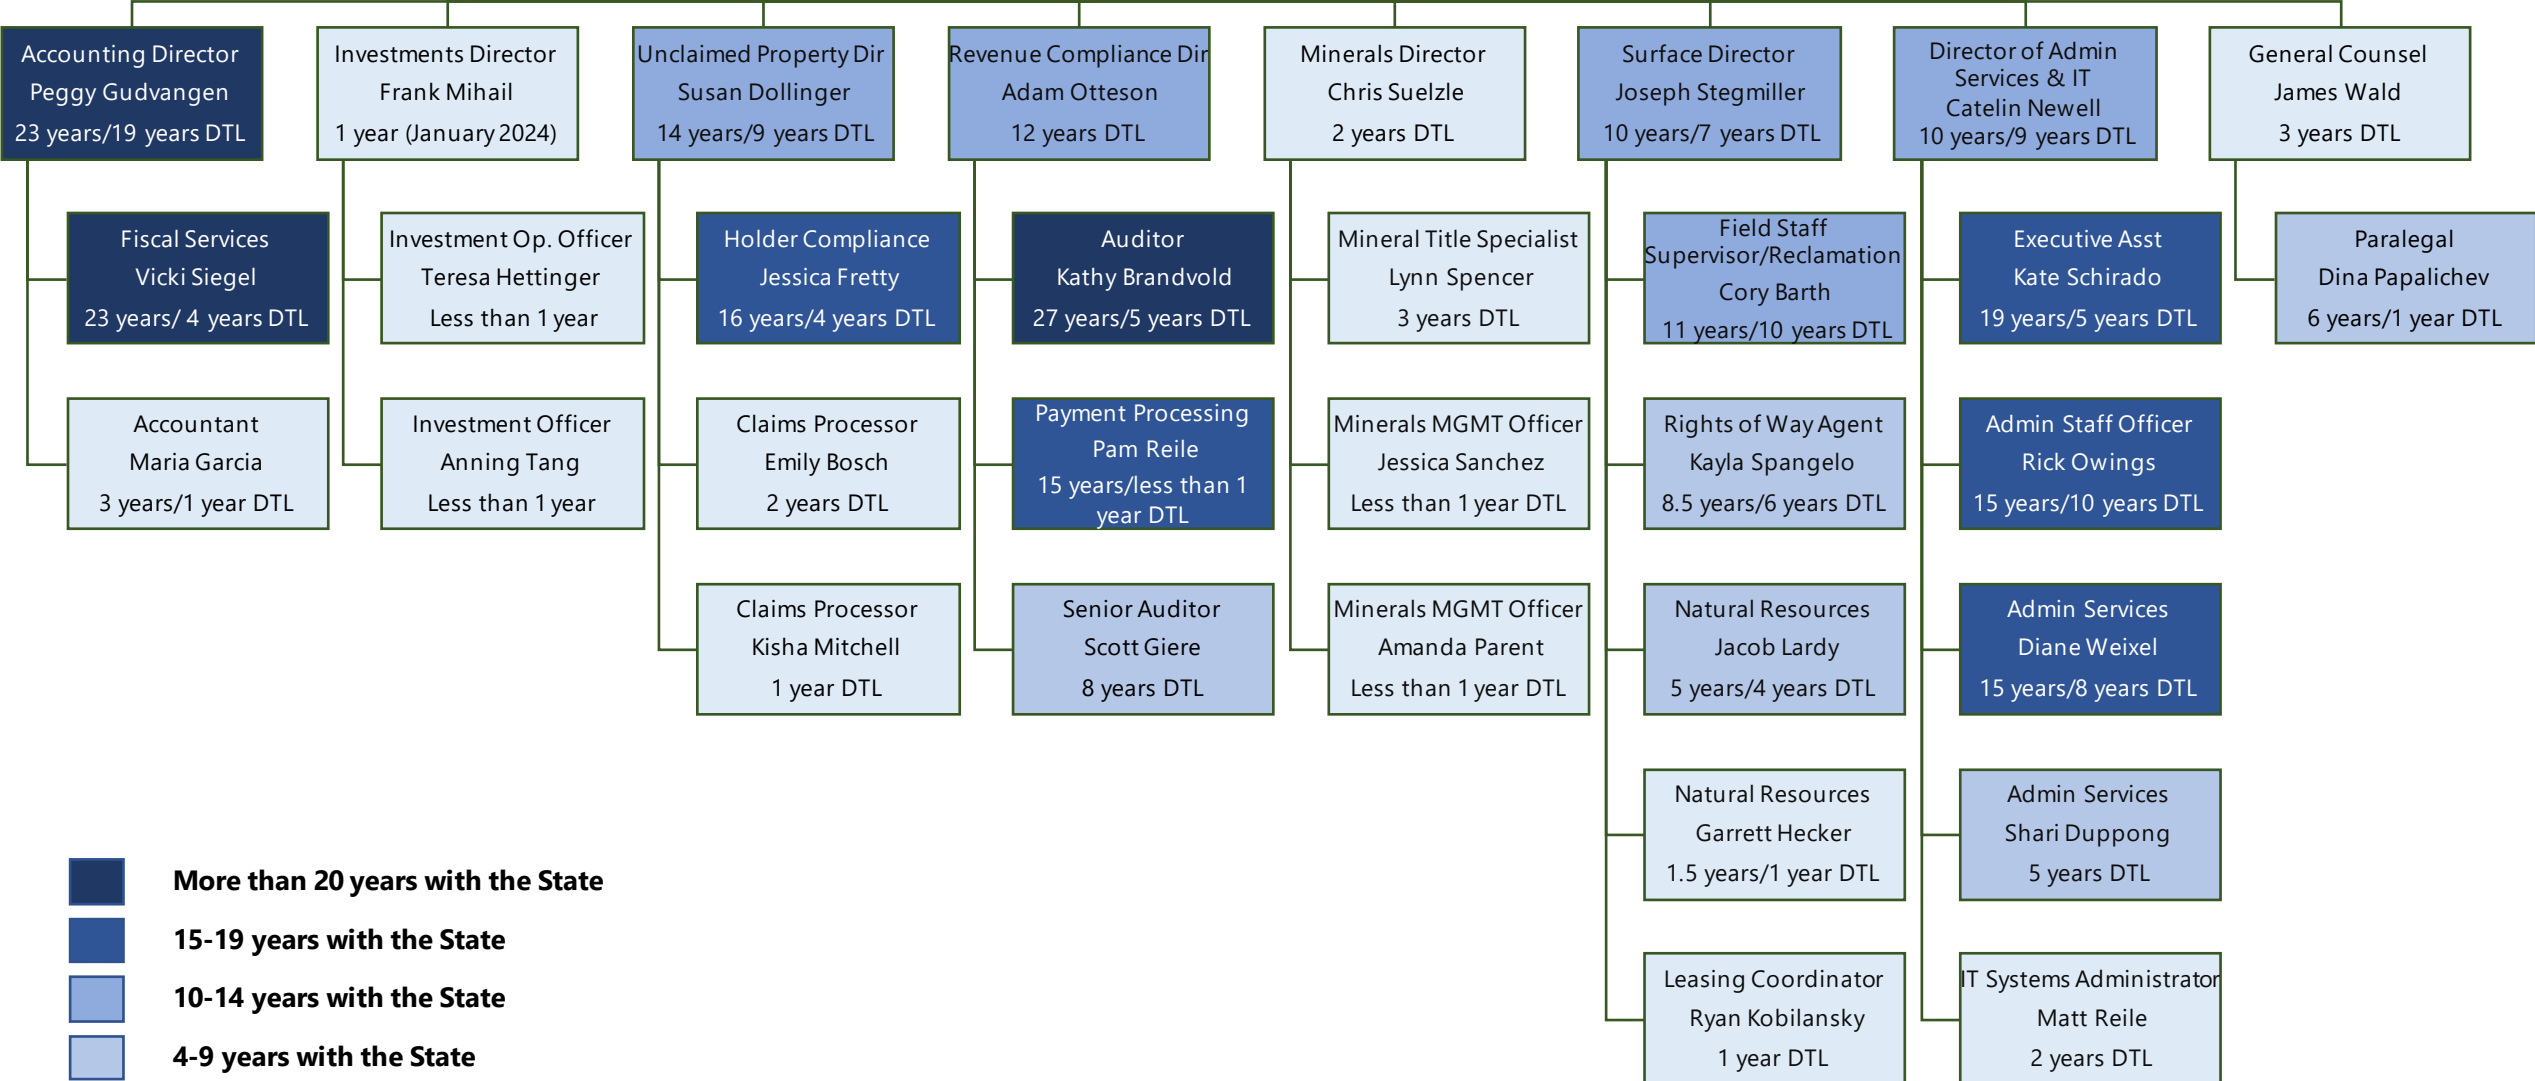 Accounting Director
Peggy Gudvangen
23 years/19 years DTL
Investments Director
Frank Mihail
1 year (January 2024)
Unclaimed Property Dir
Susan Dollinger
14 years/9 years DTL
Revenue Compliance Dir
Adam Otteson
12 years DTL
Minerals Director
Chris Suelzle
2 years DTL
Surface Director
Joseph Stegmiller
10 years/7 years DTL
Director of Admin
Services & IT
Catelin Newell
10 years/9 years DTL
General Counsel
James Wald
3 years DTL
Fiscal Services
Vicki Siegel
23 years/ 4 years DTL
Investment Op. Officer
Teresa Hettinger
Less than 1 year
Holder Compliance
Jessica Fretty
16 years/4 years DTL
Auditor
Kathy Brandvold
27 years/5 years DTL
Mineral Title Specialist
Lynn Spencer
3 years DTL
Field Staff
Supervisor/Reclamation
Cory Barth
11 years/10 years DTL
Executive Asst
Kate Schirado
19 years/5 years DTL
Paralegal
Dina Papalichev
6 years/1 year DTL
Accountant
Maria Garcia
3 years/1 year DTL
Investment Officer
Anning Tang
Less than 1 year
Claims Processor
Emily Bosch
2 years DTL
Payment Processing
Pam Reile
15 years/less than 1
year DTL
Minerals MGMT Officer
Jessica Sanchez
Less than 1 year DTL
Rights of Way Agent
Kayla Spangelo
8.5 years/6 years DTL
Admin Staff Officer
Rick Owings
15 years/10 years DTL
Claims Processor
Kisha Mitchell
1 year DTL
Senior Auditor
Scott Giere
8 years DTL
Minerals MGMT Officer
Amanda Parent
Less than 1 year DTL
Natural Resources
Jacob Lardy
5 years/4 years DTL
Admin Services
Diane Weixel
15 years/8 years DTL
Natural Resources
Garrett Hecker
1.5 years/1 year DTL
Admin Services
Shari Duppong
5 years DTL
Leasing Coordinator
Ryan Kobilansky
1 year DTL
IT Systems Administrator
Matt Reile
2 years DTL
More than 20 years with the State
15-19 years with the State
10-14 years with the State
4-9 years with the State